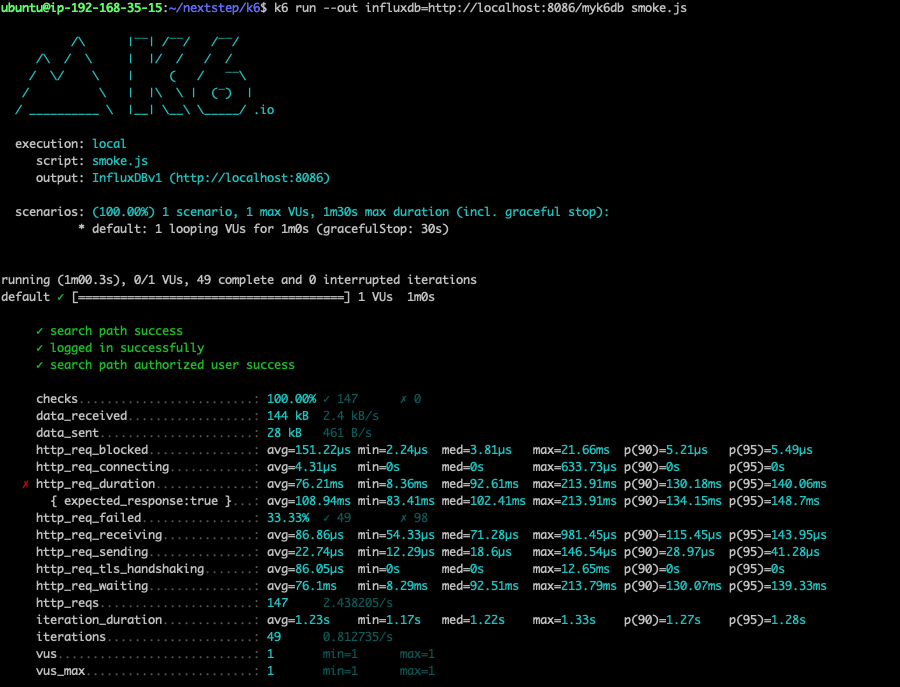 ubuntu@ip-192-168-35-15:~/nextstep/k6$ k6 run --out influxdb=http://localhost:8086/myk6db smoke.js
          /\      |‾‾| /‾‾/   /‾‾/
     /\  /  \     |  |/  /   /  /
    /  \/    \    |     (   /   ‾‾\
   /          \   |  |\  \ |  (‾)  |
  / __________ \  |__| \__\ \_____/ .io
execution: local
script: smoke.js
output: InfluxDBv1 (http://localhost:8086)
scenarios: (100.00%) 1 scenario, 1 max VUs, 1m30s max duration (incl. graceful stop):
* default: 1 looping VUs for 1m0s (gracefulStop: 30s)
running (1m00.3s), 0/1 VUs, 49 complete and 0 interrupted iterations
default ✓ [======================================] 1 VUs  1m0s
✓ search path success
✓ logged in successfully
✓ search path authorized user success
checks.........................: 100.00% ✓ 147      ✗ 0
data_received..................: 144 kB  2.4 kB/s
data_sent......................: 28 kB   461 B/s
http_req_blocked...............: avg=151.22µs min=2.24µs  med=3.81µs   max=21.66ms  p(90)=5.21µs   p(95)=5.49µs
http_req_connecting............: avg=4.31µs   min=0s      med=0s       max=633.73µs p(90)=0s       p(95)=0s
✗ http_req_duration..............: avg=76.21ms  min=8.36ms  med=92.61ms  max=213.91ms p(90)=130.18ms p(95)=140.06ms
{ expected_response:true }...: avg=108.94ms min=83.41ms med=102.41ms max=213.91ms p(90)=134.15ms p(95)=148.7ms
http_req_failed................: 33.33%  ✓ 49       ✗ 98
http_req_receiving.............: avg=86.86µs  min=54.33µs med=71.28µs  max=981.45µs p(90)=115.45µs p(95)=143.95µs
http_req_sending...............: avg=22.74µs  min=12.29µs med=18.6µs   max=146.54µs p(90)=28.97µs  p(95)=41.28µs
http_req_tls_handshaking.......: avg=86.05µs  min=0s      med=0s       max=12.65ms  p(90)=0s       p(95)=0s
http_req_waiting...............: avg=76.1ms   min=8.29ms  med=92.51ms  max=213.79ms p(90)=130.07ms p(95)=139.33ms
http_reqs......................: 147     2.438205/s
iteration_duration.............: avg=1.23s    min=1.17s   med=1.22s    max=1.33s    p(90)=1.27s    p(95)=1.28s
iterations.....................: 49      0.812735/s
vus............................: 1       min=1      max=1
vus_max........................: 1       min=1      max=1